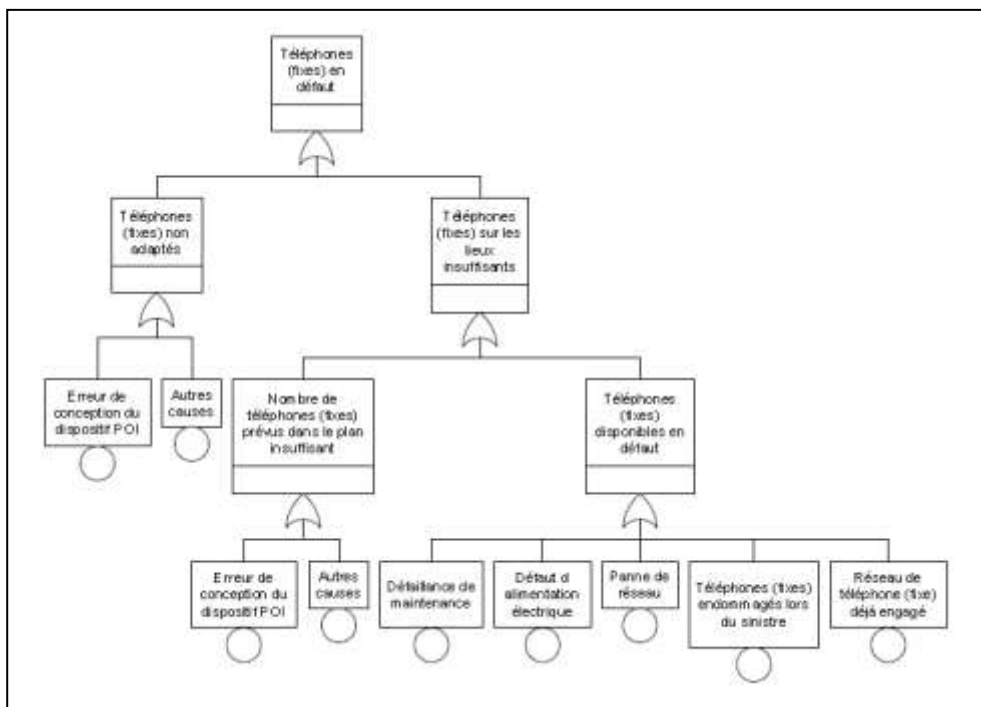 Téléphones
(fixes) en
défaut
Téléphones
(fixes) non
adaptés
Téléphones
(fixes) sur les
lieux
insuffisants
Erreur de
conception du
dispositif POI
Autres
causes
Nombre de
téléphones (fixes)
prévus dans le plan
insuffisant
Téléphones
(fixes)
disponibles en
défaut
Erreur de
conception du
dispositif POI
Autres
causes
Défaillance de
maintenance
Défaut d
alimentation
électrique
Panne de
réseau
Téléphones (fixes)
endommagés lors
du sinistre
Réseau de
téléphone (fixe)
déjà engagé